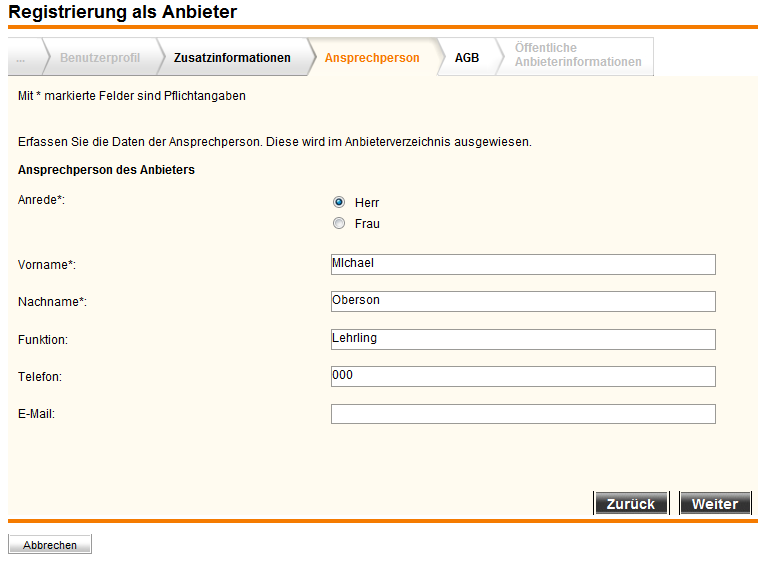 Registrierung als Anbieter
... Benutzerprofil Zusatzinformationen Ansprechperson AGB Öffentliche
Anbieterinformationen
Mit * markierte Felder sind Pflichtangaben
Erfassen Sie die Daten der Ansprechperson. Diese wird im Anbieterverzeichnis ausgewiesen.
Ansprechperson des Anbieters
Anrede*: Herr
Frau
Vorname*: MIchael
Nachname*: Oberson
Funktion: Lehrling
Telefon: 000
E-Mail:
Zurück Weiter
Abbrechen